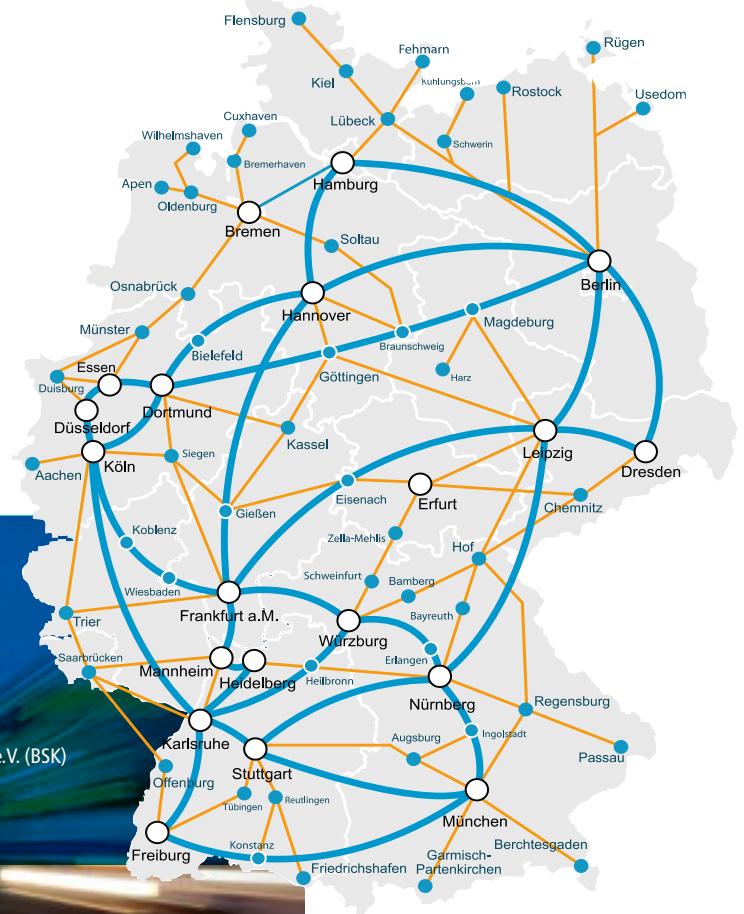 Flensburg
Rügen
Fehmarn
Kiel
Kühlungsborn
Rostock
Usedom
Cuxhaven
Lübeck
Wilhelmshaven
Schwerin
Bremerhaven
Hamburg
Apen
Oldenburg
Bremen
Soltau
Osnabrück
Berlin
Hannover
Magdeburg
Münster
Bielefeld
Braunschweig
Essen
Göttingen
Harz
Duisburg
Dortmund
Düsseldorf
Kassel
Leipzig
Siegen
Köln
Aachen
Dresden
Eisenach
Erfurt
Chemnitz
Gießen
Koblenz
Zella-Mehlis
Hof
Schweinfurt
Bamberg
Wiesbaden
Frankfurt a.M.
Bayreuth
Trier
Würzburg
Saarbrücken
Erlangen
Mannheim
Heidelberg
Heilbronn
Nürnberg
Regensburg
Karlsruhe
Augsburg
Ingolstadt
e.V. (BSK)
Passau
Stuttgart
Offenburg
Tübingen
Reutlingen
München
Berchtesgaden
Konstanz
Freiburg
Friedrichshafen
Garmisch-
Partenkirchen